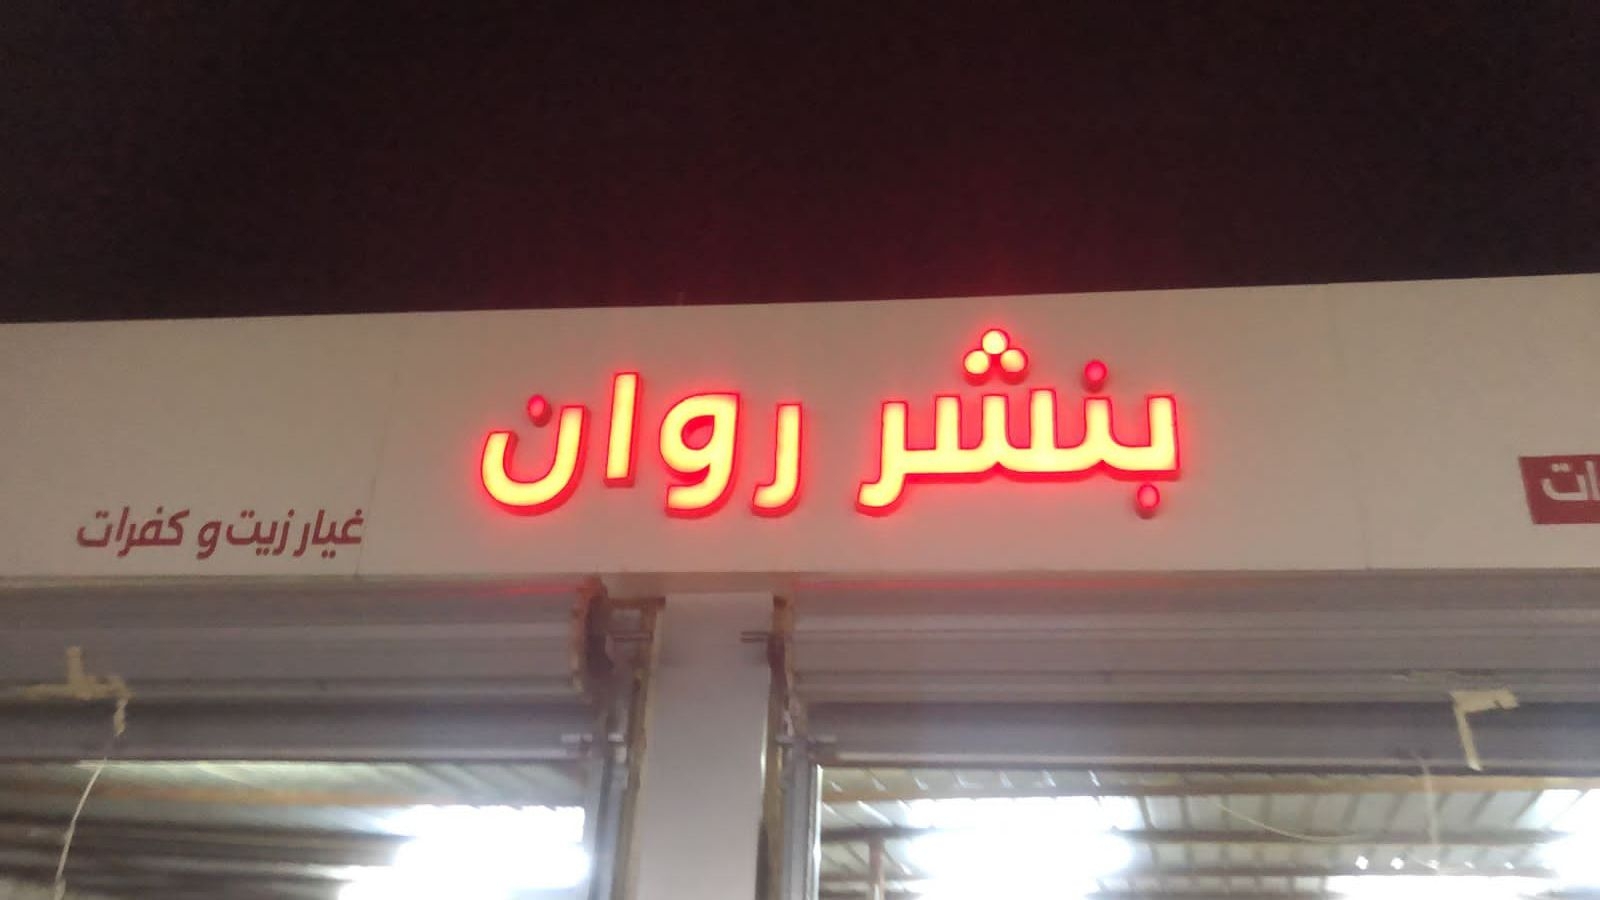 بنشر روان
غيار زيت و كفرات